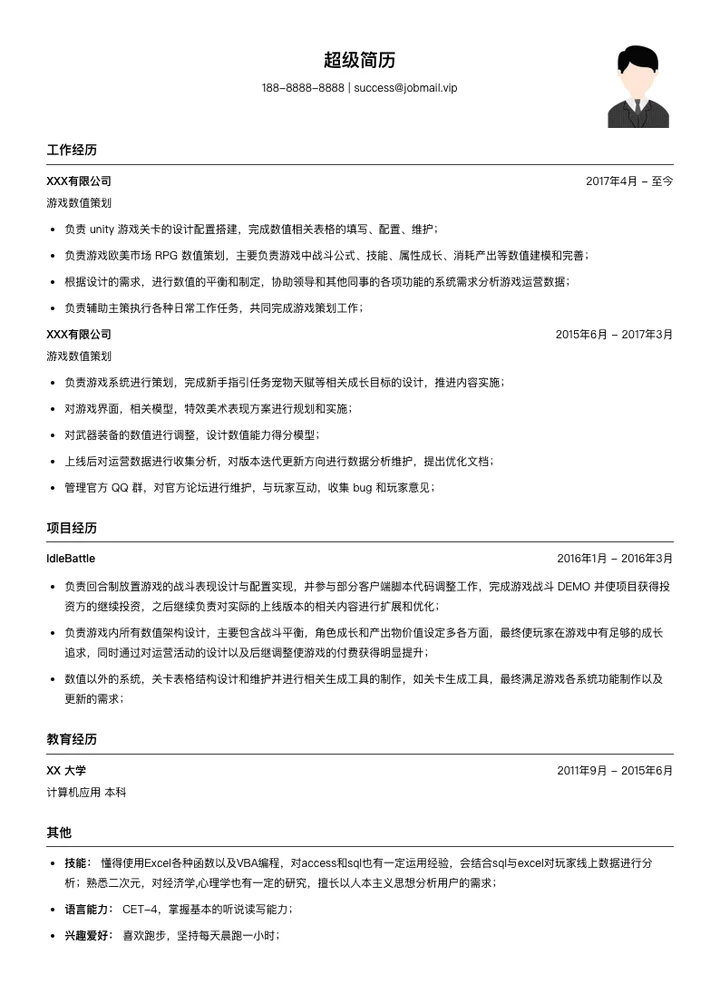 超级简历
188-8888-8888 | success@jobmail.vip
工作经历
XXX有限公司 2017年4月 – 至今
游戏数值策划
• 负责 unity 游戏关卡的设计配置搭建，完成数值相关表格的填写、配置、维护；
• 负责游戏欧美市场 RPG 数值策划，主要负责游戏中战斗公式、技能、属性成长、消耗产出等数值建模和完善；
• 根据设计的需求，进行数值的平衡和制定，协助领导和其他同事的各项功能的系统需求分析游戏运营数据；
• 负责辅助主策执行各种日常工作任务，共同完成游戏策划工作；
XXX有限公司 2015年6月 – 2017年3月
游戏数值策划
• 负责游戏系统进行策划，完成新手指引任务宠物天赋等相关成长目标的设计，推进内容实施；
• 对游戏界面，相关模型，特效美术表现方案进行规划和实施；
• 对武器装备的数值进行调整，设计数值能力得分模型；
• 上线后对运营数据进行收集分析，对版本迭代更新方向进行数据分析维护，提出优化文档；
• 管理官方 QQ 群，对官方论坛进行维护，与玩家互动，收集 bug 和玩家意见；
项目经历
IdleBattle 2016年1月 – 2016年3月
• 负责回合制放置游戏的战斗表现设计与配置实现，并参与部分客户端脚本代码调整工作，完成游戏战斗 DEMO 并使项目获得投
资方的继续投资，之后继续负责对实际的上线版本的相关内容进行扩展和优化；
• 负责游戏内所有数值架构设计，主要包含战斗平衡，角色成长和产出物价值设定多各方面，最终使玩家在游戏中有足够的成长
追求，同时通过对运营活动的设计以及后继调整使游戏的付费获得明显提升；
• 数值以外的系统，关卡表格结构设计和维护并进行相关生成工具的制作，如关卡生成工具，最终满足游戏各系统功能制作以及
更新的需求；
教育经历
XX 大学 2011年9月 – 2015年6月
计算机应用 本科
其他
• 技能： 懂得使用Excel各种函数以及VBA编程，对access和sql也有一定运用经验，会结合sql与excel对玩家线上数据进行分
析；熟悉二次元，对经济学,心理学也有一定的研究，擅长以人本主义思想分析用户的需求；
• 语言能力： CET-4，掌握基本的听说读写能力；
• 兴趣爱好： 喜欢跑步，坚持每天晨跑一小时；